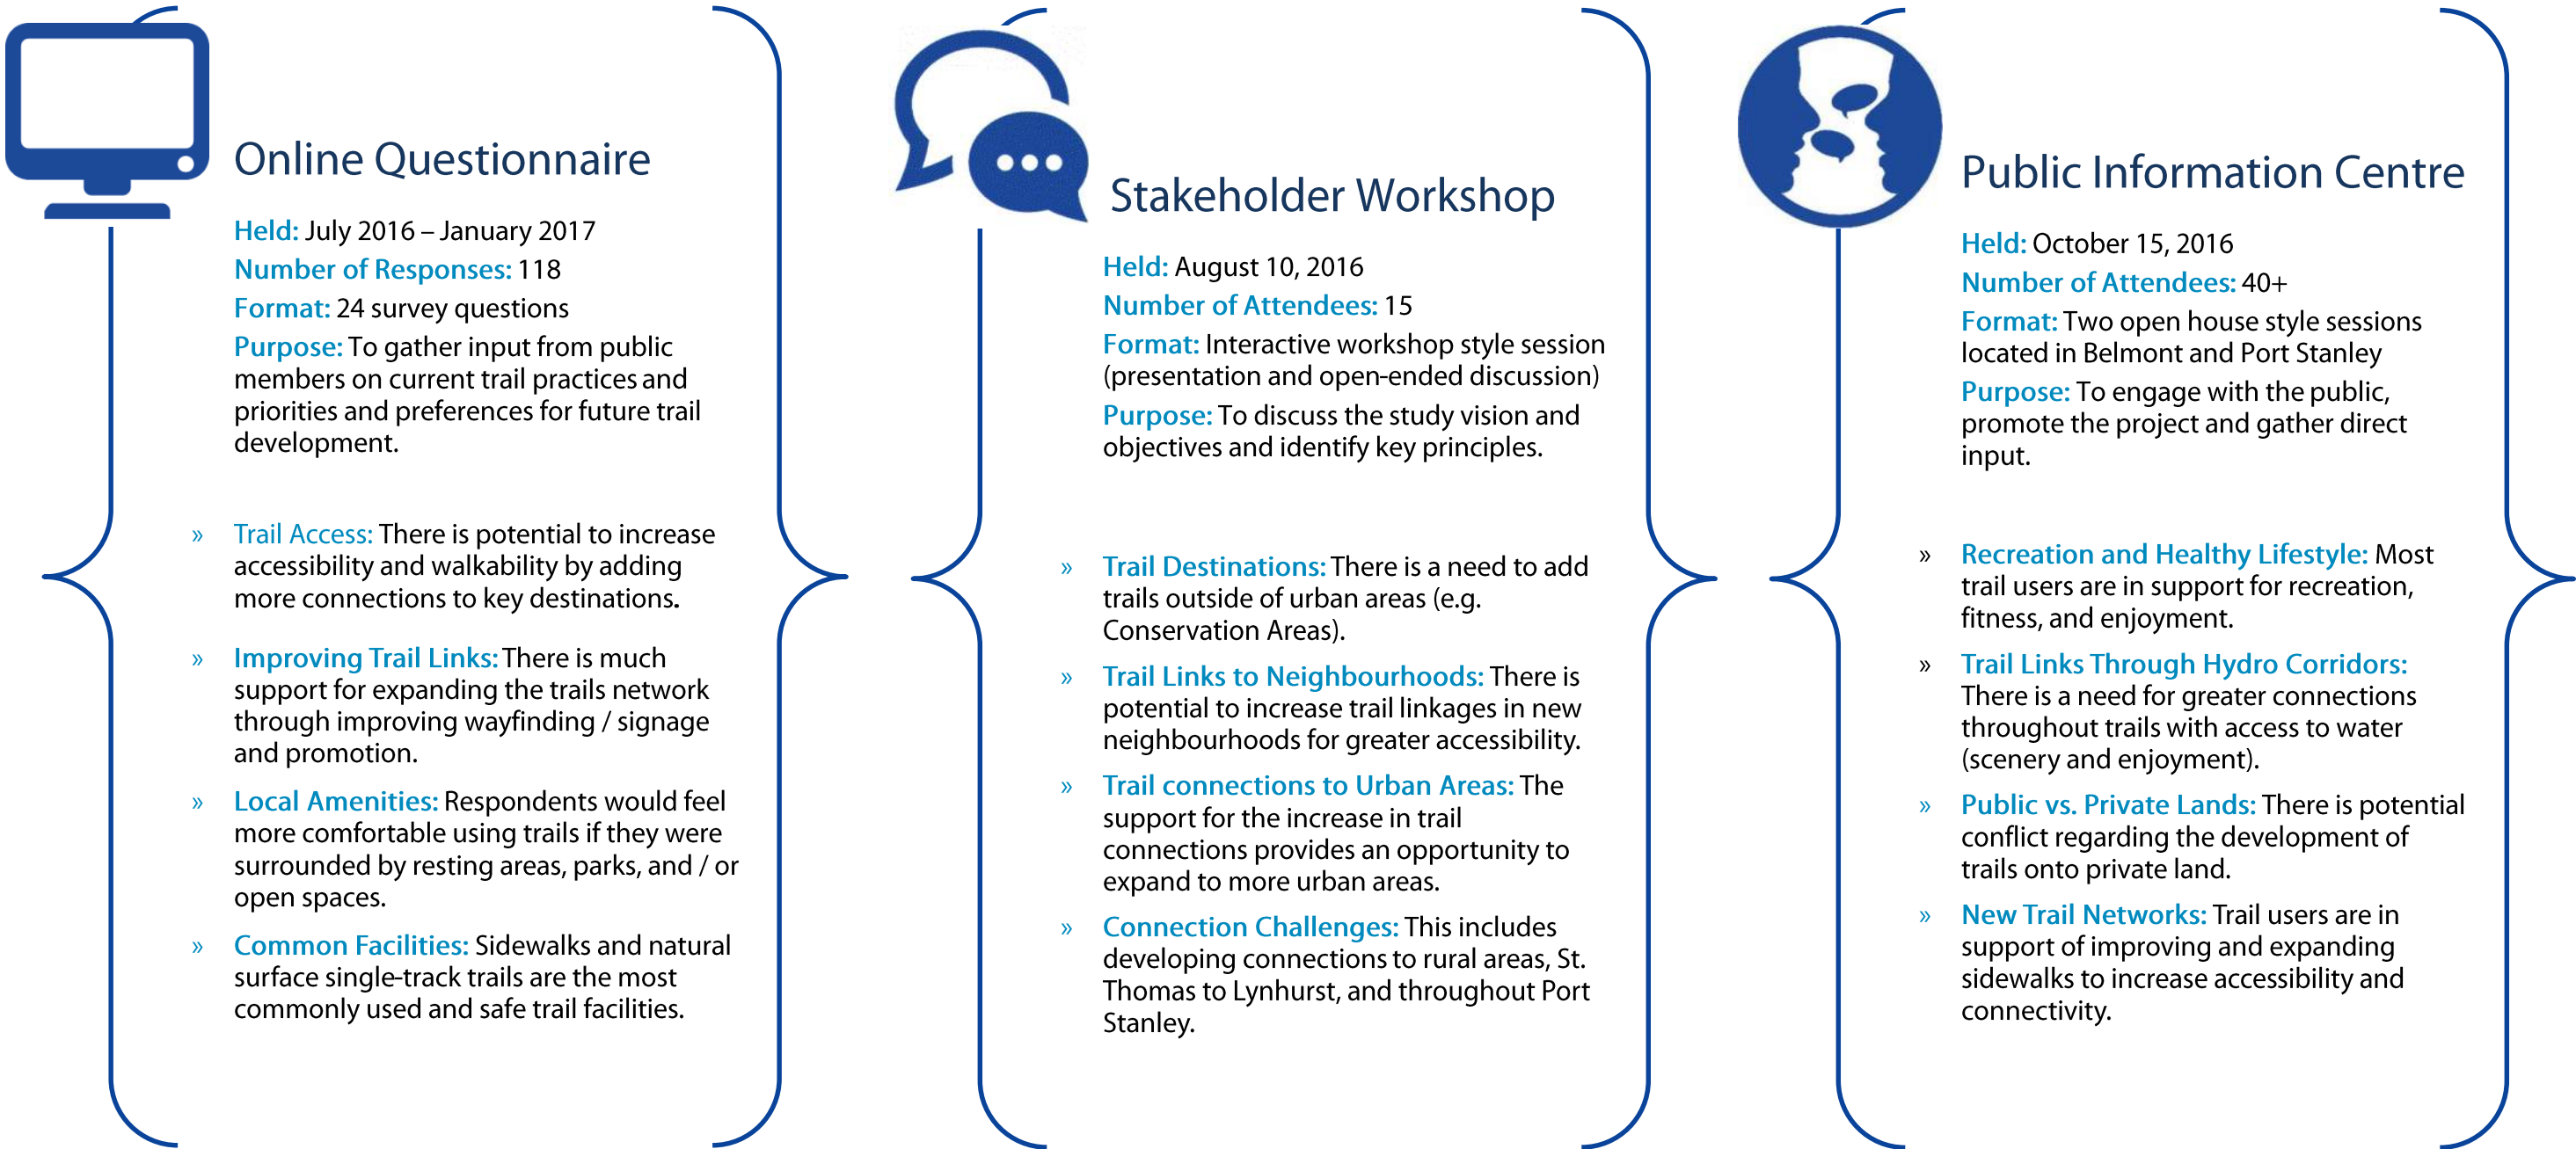 Online Questionnaire
Held: July 2016 – January 2017
Number of Responses: 118
Format: 24 survey questions
Purpose: To gather input from public
members on current trail practices and
priorities and preferences for future trail
development.
» Trail Access: There is potential to increase
accessibility and walkability by adding
more connections to key destinations.
» Improving Trail Links: There is much
support for expanding the trails network
through improving wayfinding / signage
and promotion.
» Local Amenities: Respondents would feel
more comfortable using trails if they were
surrounded by resting areas, parks, and / or
open spaces.
» Common Facilities: Sidewalks and natural
surface single-track trails are the most
commonly used and safe trail facilities.
Stakeholder Workshop
Held: August 10, 2016
Number of Attendees: 15
Format: Interactive workshop style session
(presentation and open-ended discussion)
Purpose: To discuss the study vision and
objectives and identify key principles.
» Trail Destinations: There is a need to add
trails outside of urban areas (e.g.
Conservation Areas).
» Trail Links to Neighbourhoods: There is
potential to increase trail linkages in new
neighbourhoods for greater accessibility.
» Trail connections to Urban Areas: The
support for the increase in trail
connections provides an opportunity to
expand to more urban areas.
» Connection Challenges: This includes
developing connections to rural areas, St.
Thomas to Lynhurst, and throughout Port
Stanley.
Public Information Centre
Held: October 15, 2016
Number of Attendees: 40+
Format: Two open house style sessions
located in Belmont and Port Stanley
Purpose: To engage with the public,
promote the project and gather direct
input.
» Recreation and Healthy Lifestyle: Most
trail users are in support for recreation,
fitness, and enjoyment.
» Trail Links Through Hydro Corridors:
There is a need for greater connections
throughout trails with access to water
(scenery and enjoyment).
» Public vs. Private Lands: There is potential
conflict regarding the development of
trails onto private land.
» New Trail Networks: Trail users are in
support of improving and expanding
sidewalks to increase accessibility and
connectivity.